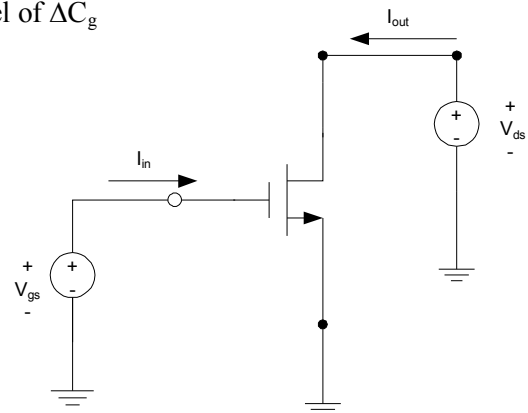 el of ΔCg
Iout
+
-
+
Vds
-
Iin
+
Vgs
-
+
-